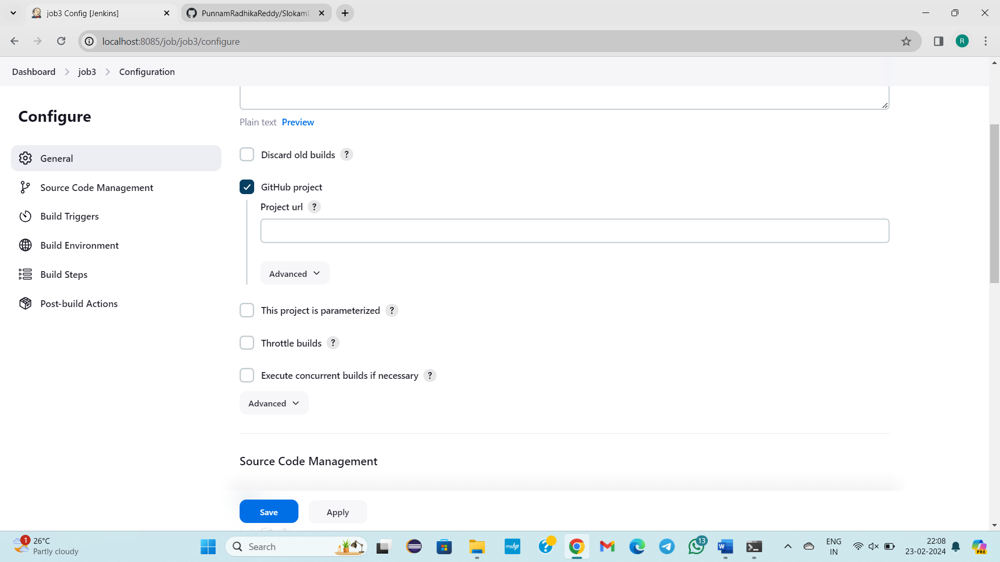 job3 Config [Jenkins]
PunnamRadhikaReddy/Slokam
localhost:8085/job/job3/configure
R
Dashboard
job3
Configuration
Configure
General
Source Code Management
Build Triggers
Build Environment
Build Steps
Post-build Actions
Plain text Preview
Discard old builds ?
GitHub project
Project url ?
Advanced
This project is parameterized ?
Throttle builds ?
Execute concurrent builds if necessary ?
Advanced
Source Code Management
Save
Apply
Git ?
1
26°C
Partly cloudy
Search
myhp
?
13
W
ENG
IN
22:08
23-02-2024
PRE